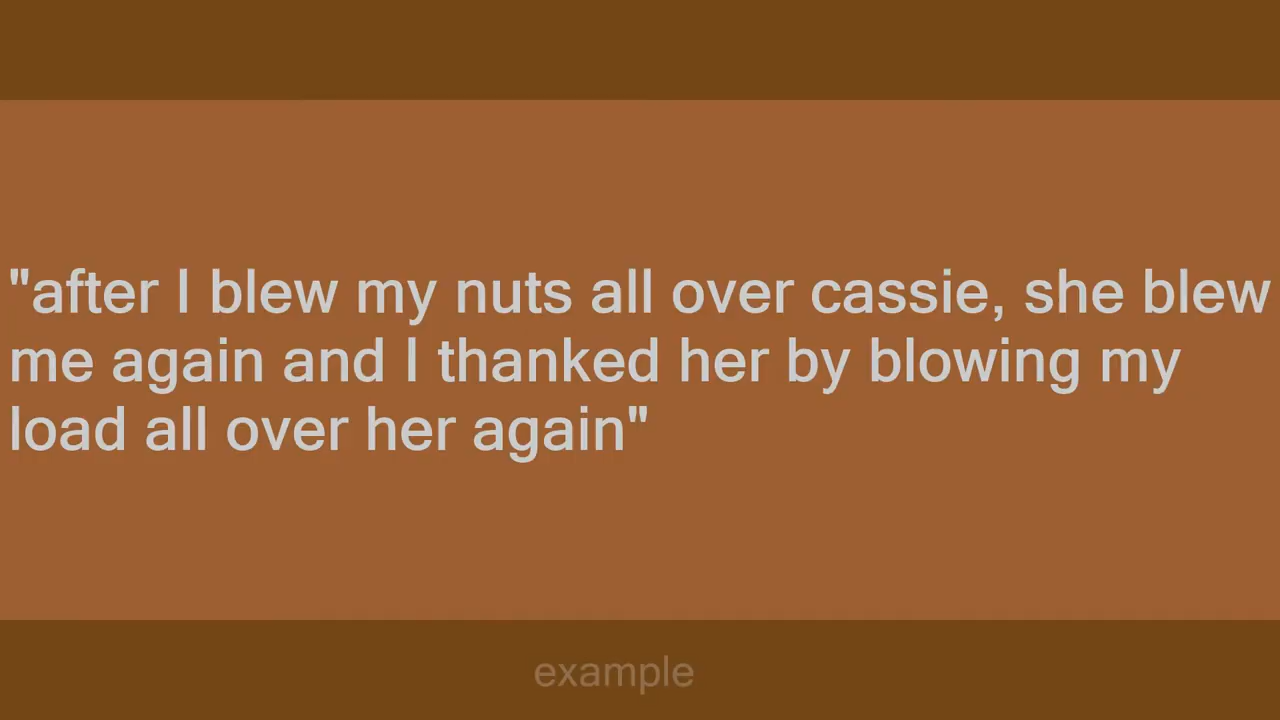 "after I blew my nuts all over cassie, she blew
me again and I thanked her by blowing my
load all over her again"
example